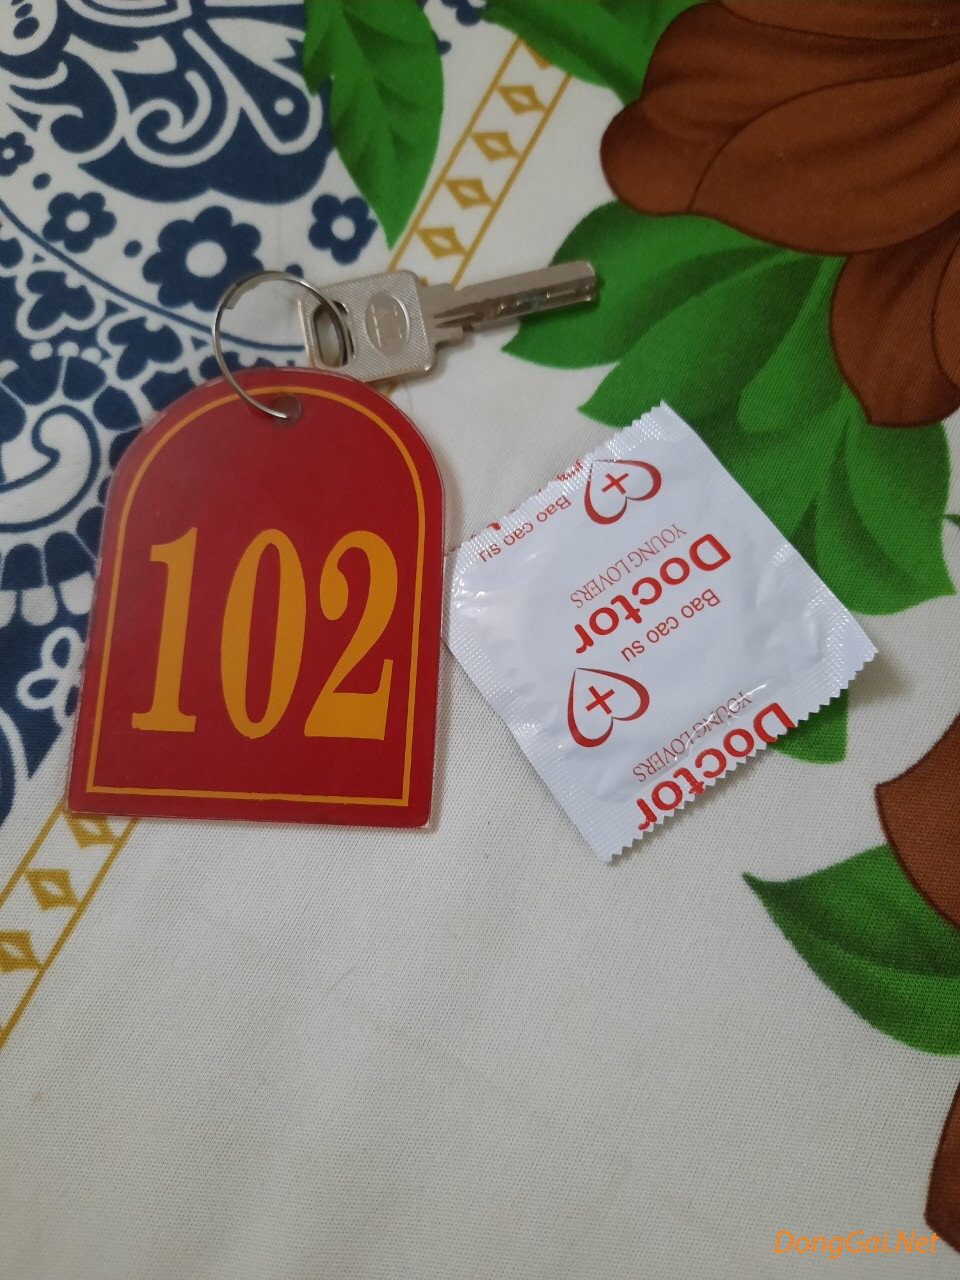 102
Bao cao su
Doctor
YOUNG LOVERS
Bao cao su
Doctor
YOUNG LOVERS
DongGai.Net